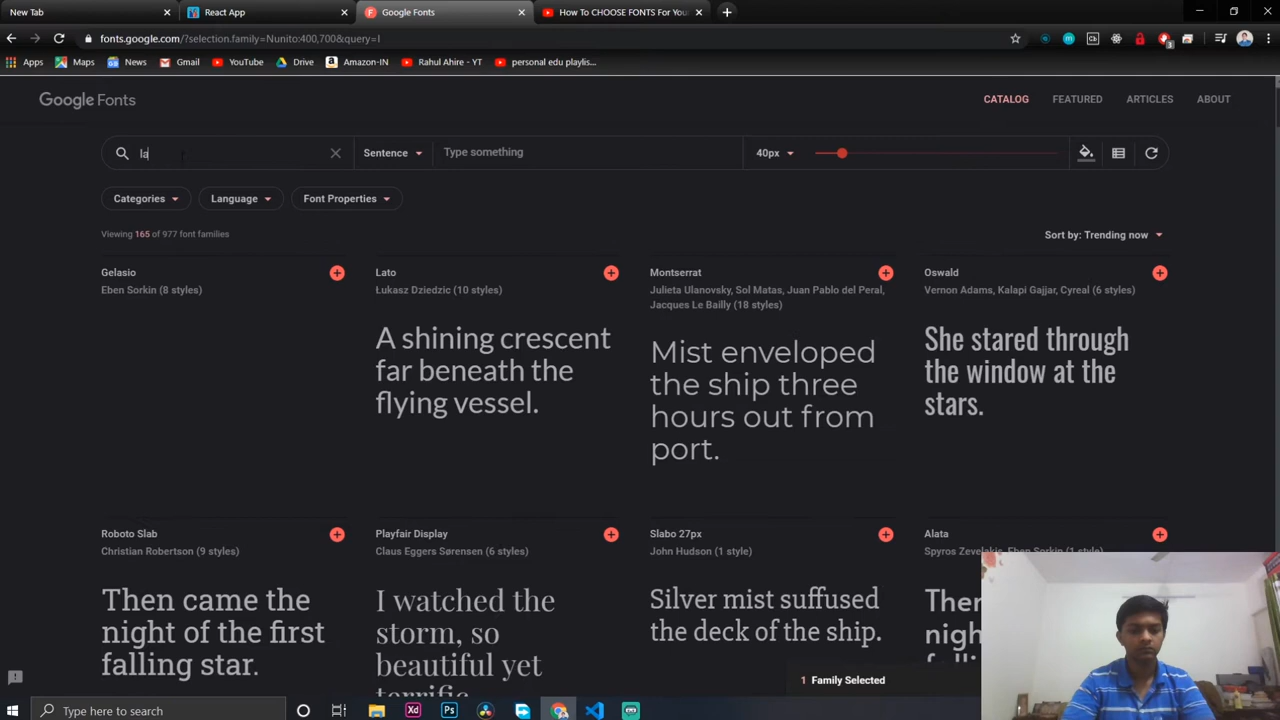 New Tab
React App
Google Fonts
How To CHOOSE FONTS For You
fonts.google.com/?selection.family=Nunito:400,700&query=l
Apps Maps News Gmail YouTube Drive Amazon-IN Rahul Ahire - YT personal edu playlis...
Google Fonts
CATALOG FEATURED ARTICLES ABOUT
la
Sentence
Type something
40px
Categories Language Font Properties
Viewing 165 of 977 font families
Sort by: Trending now
Gelasio
Eben Sorkin (8 styles)
Lato
Łukasz Dziedzic (10 styles)
A shining crescent
far beneath the
flying vessel.
Montserrat
Julieta Ulanovsky, Sol Matas, Juan Pablo del Peral,
Jacques Le Bailly (18 styles)
Mist enveloped
the ship three
hours out from
port.
Oswald
Vernon Adams, Kalapi Gajjar, Cyreal (6 styles)
She stared through
the window at the
stars.
Roboto Slab
Christian Robertson (9 styles)
Then came the
night of the first
falling star.
Playfair Display
Claus Eggers Sørensen (6 styles)
I watched the
storm, so
beautiful yet
terrific
Slabo 27px
John Hudson (1 style)
Silver mist suffused
the deck of the ship.
Alata
Spyros Zevelakis, Eben Sorkin (1 style)
1 Family Selected
Type here to search